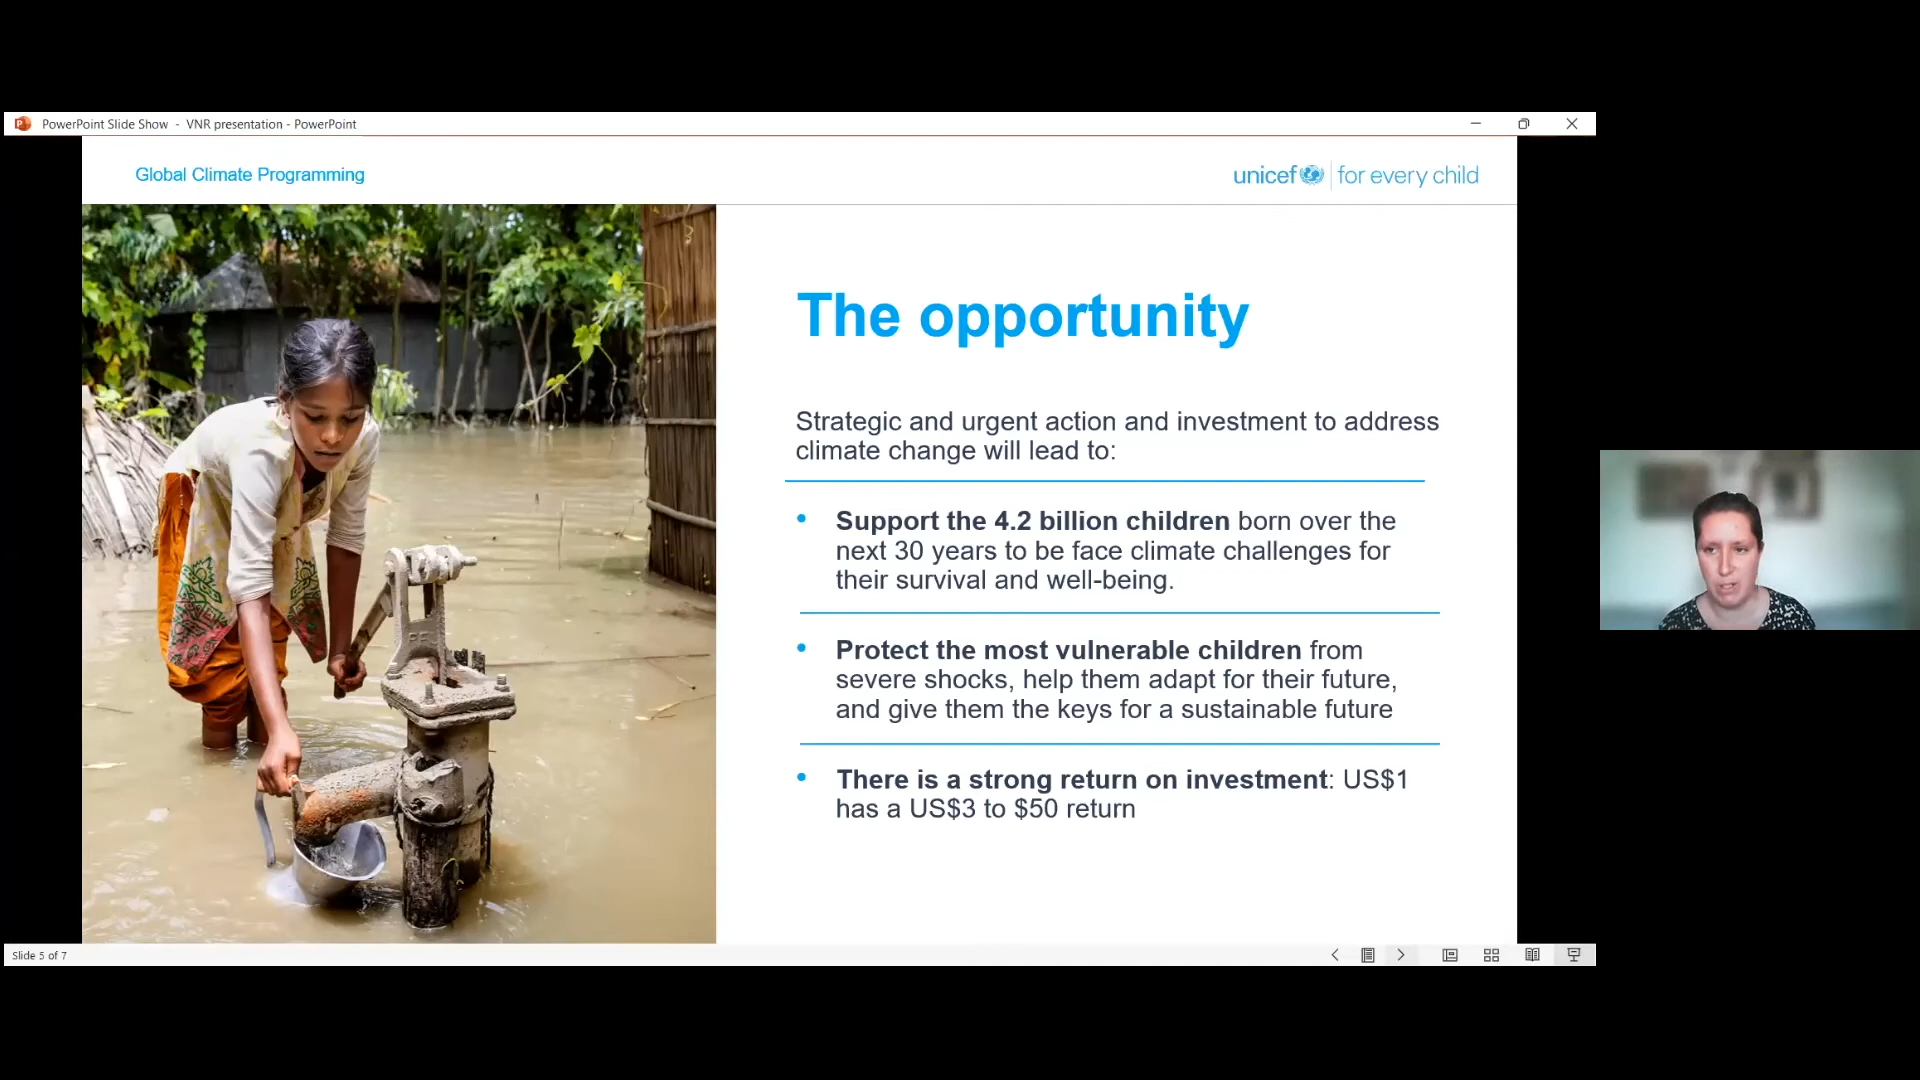 PowerPoint Slide Show - VNR presentation - PowerPoint
Global Climate Programming
unicef for every child
The opportunity
Strategic and urgent action and investment to address
climate change will lead to:
• Support the 4.2 billion children born over the
next 30 years to be face climate challenges for
their survival and well-being.
• Protect the most vulnerable children from
severe shocks, help them adapt for their future,
and give them the keys for a sustainable future
• There is a strong return on investment: US$1
has a US$3 to $50 return
Slide 5 of 7